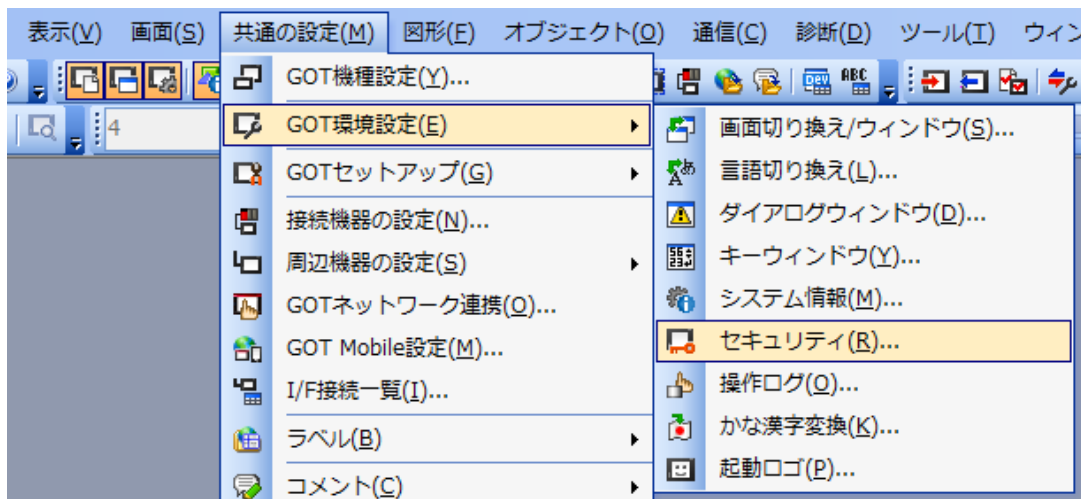 表示(V) 画面(S) 共通の設定(M) 図形(F) オブジェクト(O) 通信(C) 診断(D) ツール(T) ウィン
GOT機種設定(Y)...
GOT環境設定(E)
GOTセットアップ(G)
接続機器の設定(N)...
周辺機器の設定(S)
GOTネットワーク連携(O)...
GOT Mobile設定(M)...
I/F接続一覧(I)...
ラベル(B)
コメント(C)
4
Dev
ABC
画面切り換え/ウィンドウ(S)...
言語切り換え(L)...
ダイアログウィンドウ(D)...
キーウィンドウ(Y)...
システム情報(M)...
セキュリティ(R)...
操作ログ(O)...
かな漢字変換(K)...
起動ロゴ(P)...